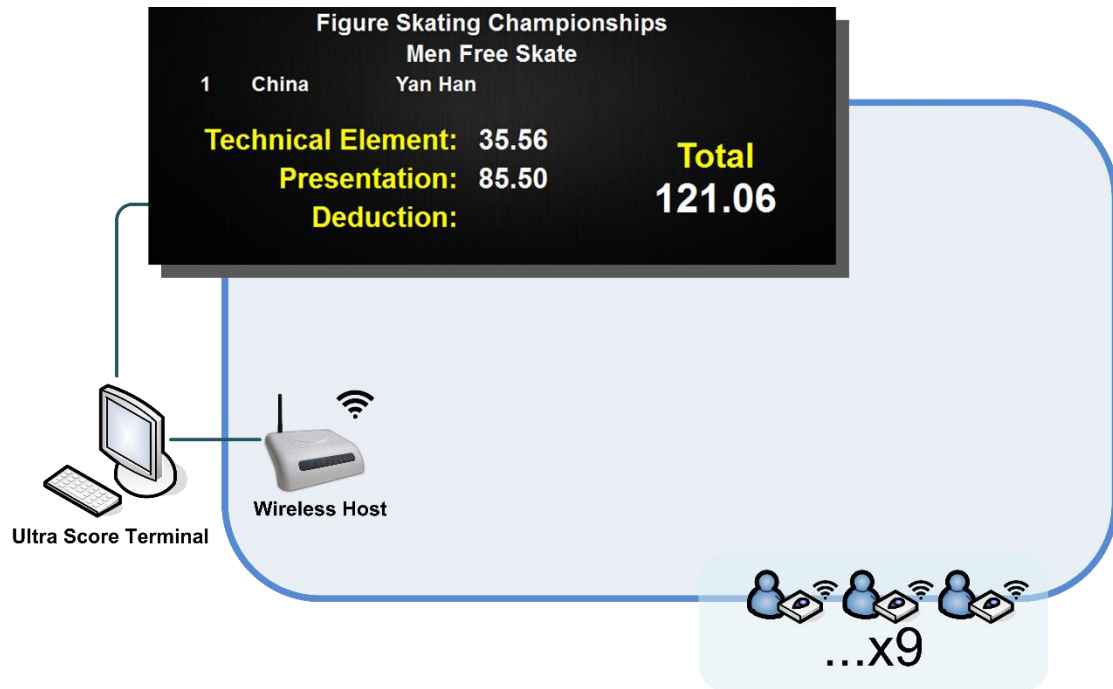 Figure Skating Championships
Men Free Skate
1 China Yan Han
Technical Element: 35.56
Presentation: 85.50
Deduction:
Total
121.06
Wireless Host
Ultra Score Terminal
...x9